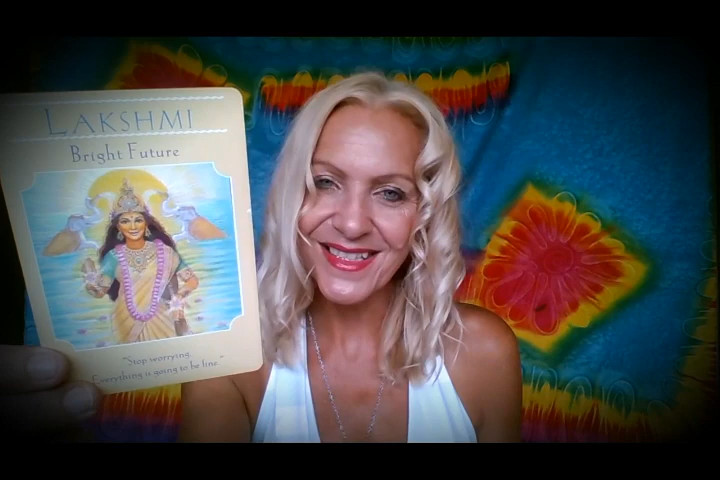 LAKSHMI
Bright Future
"Stop worrying.
Everything is going to be fine."